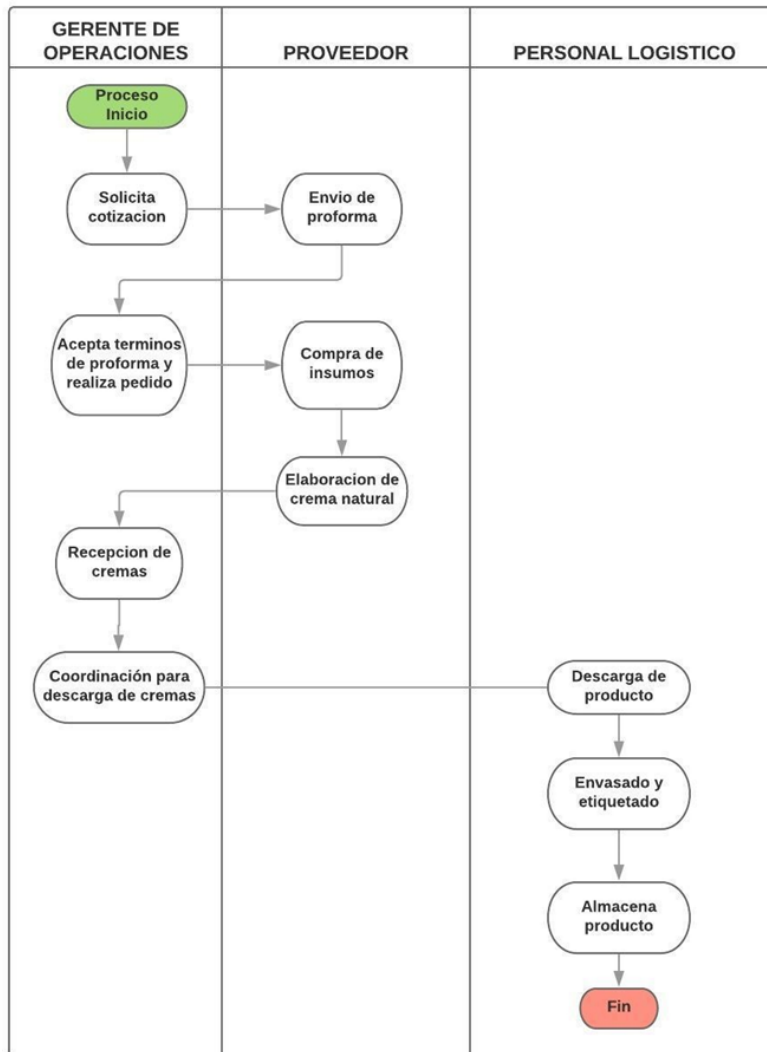 GERENTE DE
OPERACIONES
PROVEEDOR
PERSONAL LOGISTICO
Proceso
Inicio
Solicita
cotizacion
Envio de
proforma
Acepta terminos
de proforma y
realiza pedido
Compra de
insumos
Elaboracion de
crema natural
Recepcion de
cremas
Coordinación para
descarga de cremas
Descarga de
producto
Envasado y
etiquetado
Almacena
producto
Fin